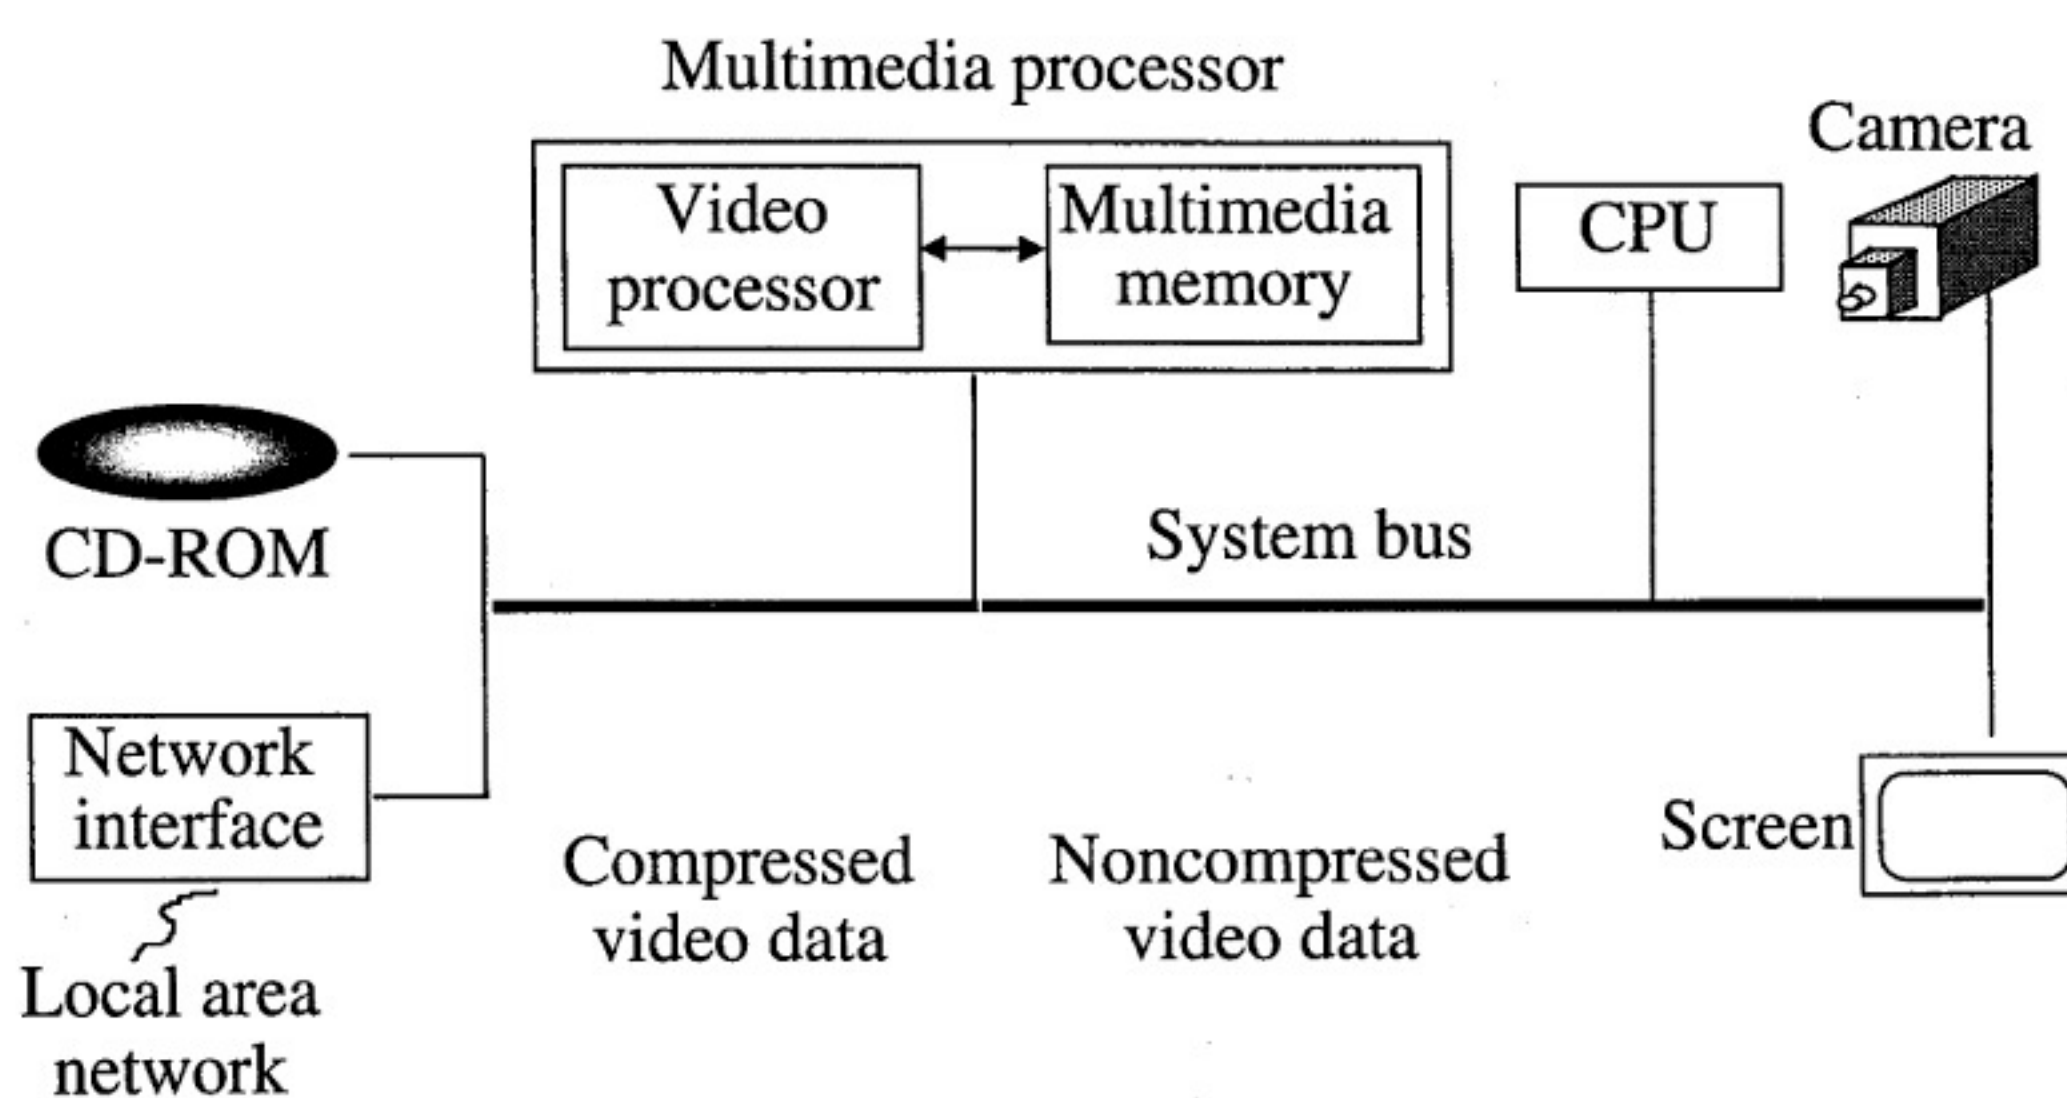 Multimedia processor
Video
processor
Multimedia
memory
CPU
Camera
CD-ROM
System bus
Network
interface
Local area
network
Compressed
video data
Noncompressed
video data
Screen